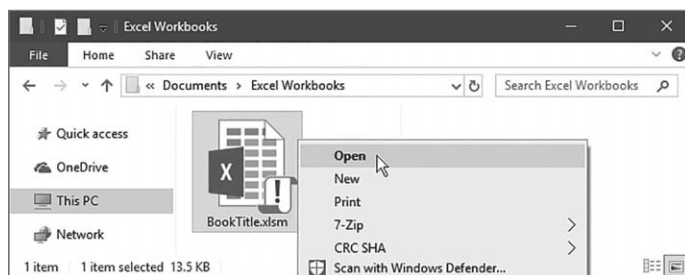 Excel Workbooks
File Home Share View
« Documents > Excel Workbooks
Search Excel Workbooks
Quick access
OneDrive
This PC
Network
X
BookTitle.xlsm
Open
New
Print
7-Zip
CRC SHA
Scan with Windows Defender...
1 item 1 item selected 13.5 KB